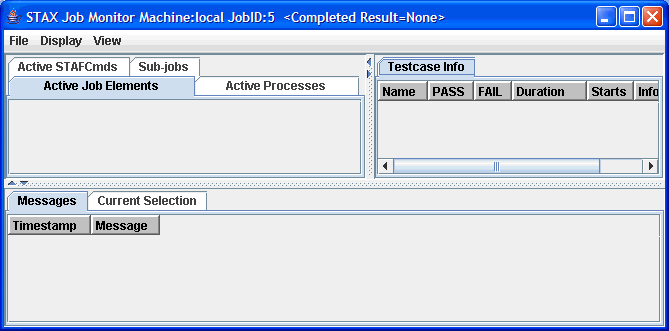 STAX Job Monitor Machine:local JobID:5 <Completed Result=None>
File Display View
Active STAFCmds Sub-jobs
Active Job Elements Active Processes
Testcase Info
Name PASS FAIL Duration Starts Info
Messages Current Selection
Timestamp Message